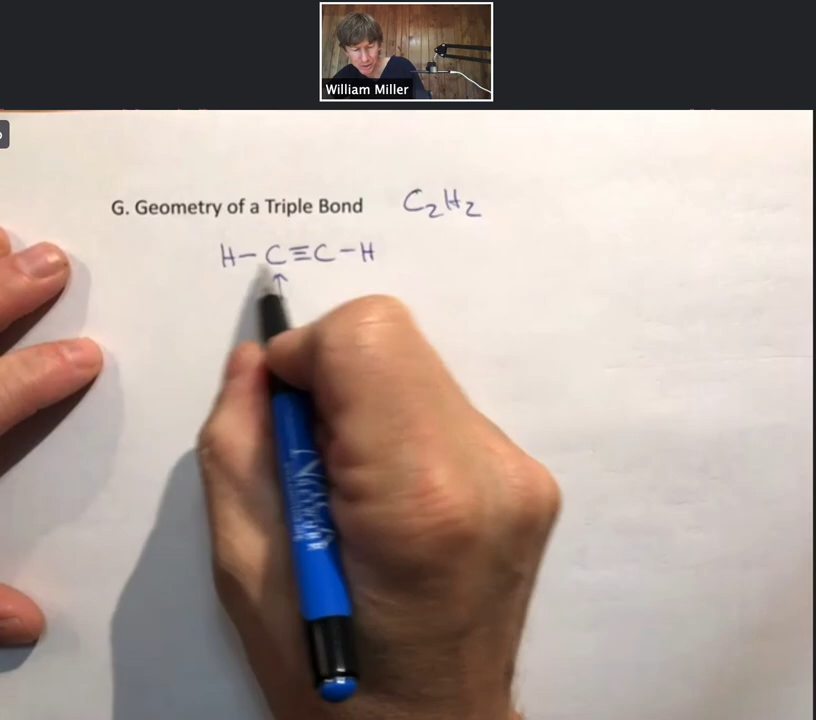 William Miller
G. Geometry of a Triple Bond C₂H₂
H-C≡C-H